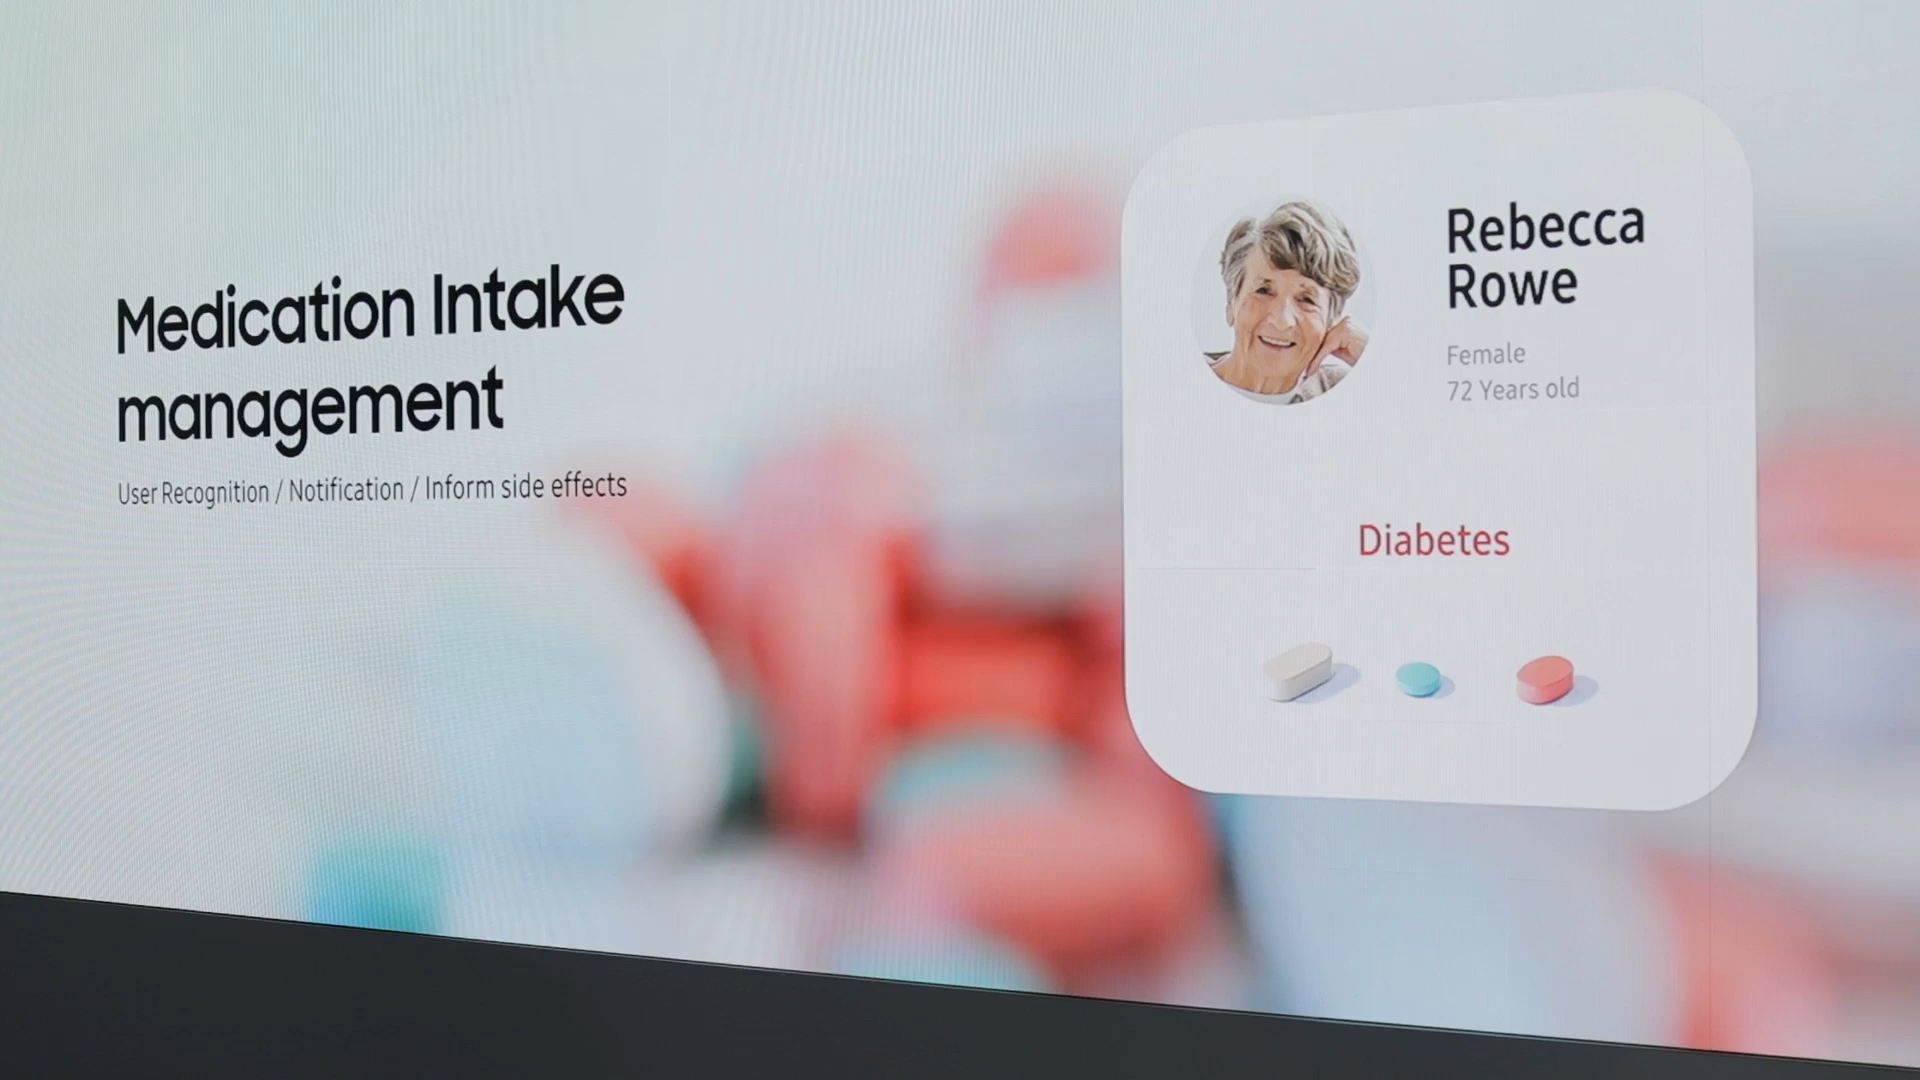 Medication Intake
management
User Recognition / Notification / Inform side effects
Rebecca
Rowe
Female
72 Years old
Diabetes